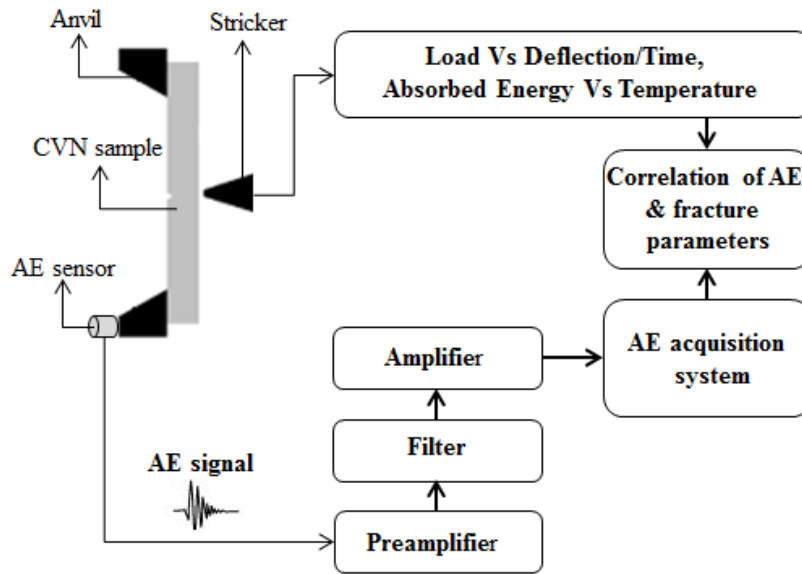 Anvil
Stricker
Load Vs Deflection/Time,
Absorbed Energy Vs Temperature
CVN sample
Correlation of AE
& fracture
parameters
AE sensor
Amplifier
AE acquisition
system
Filter
AE signal
Preamplifier